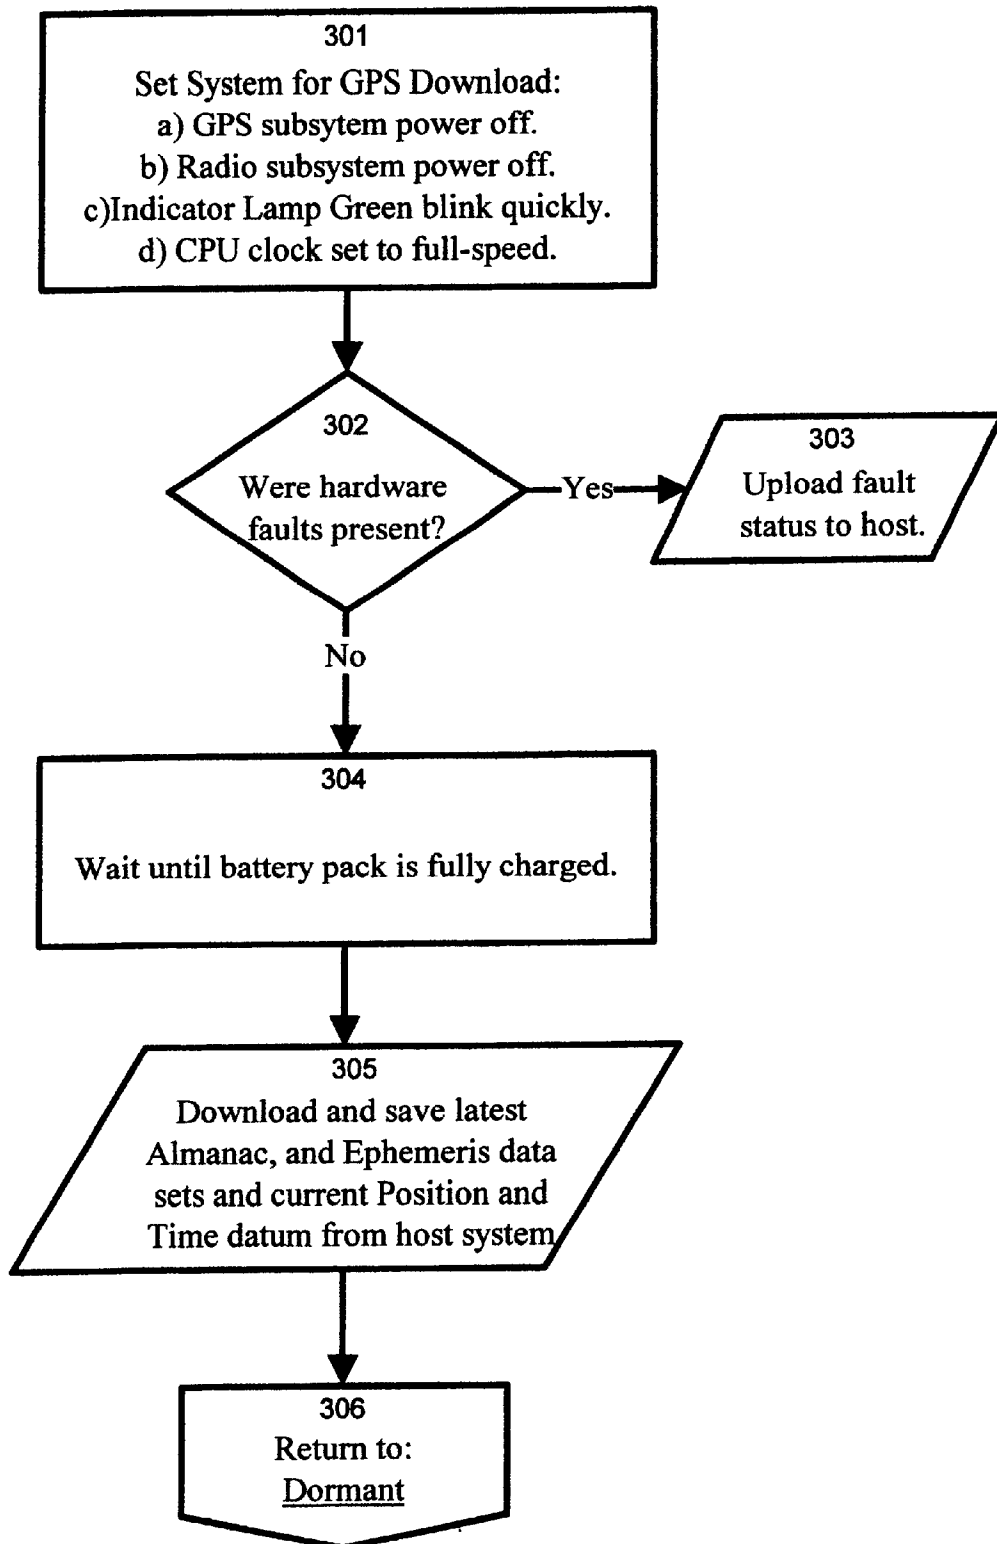 301
Set System for GPS Download:
a) GPS subsytem power off.
b) Radio subsystem power off.
c)Indicator Lamp Green blink quickly.
d) CPU clock set to full-speed.
302
Were hardware
faults present?
Yes
303
Upload fault
status to host.
No
304
Wait until battery pack is fully charged.
305
Download and save latest
Almanac, and Ephemeris data
sets and current Position and
Time datum from host system
306
Return to:
Dormant